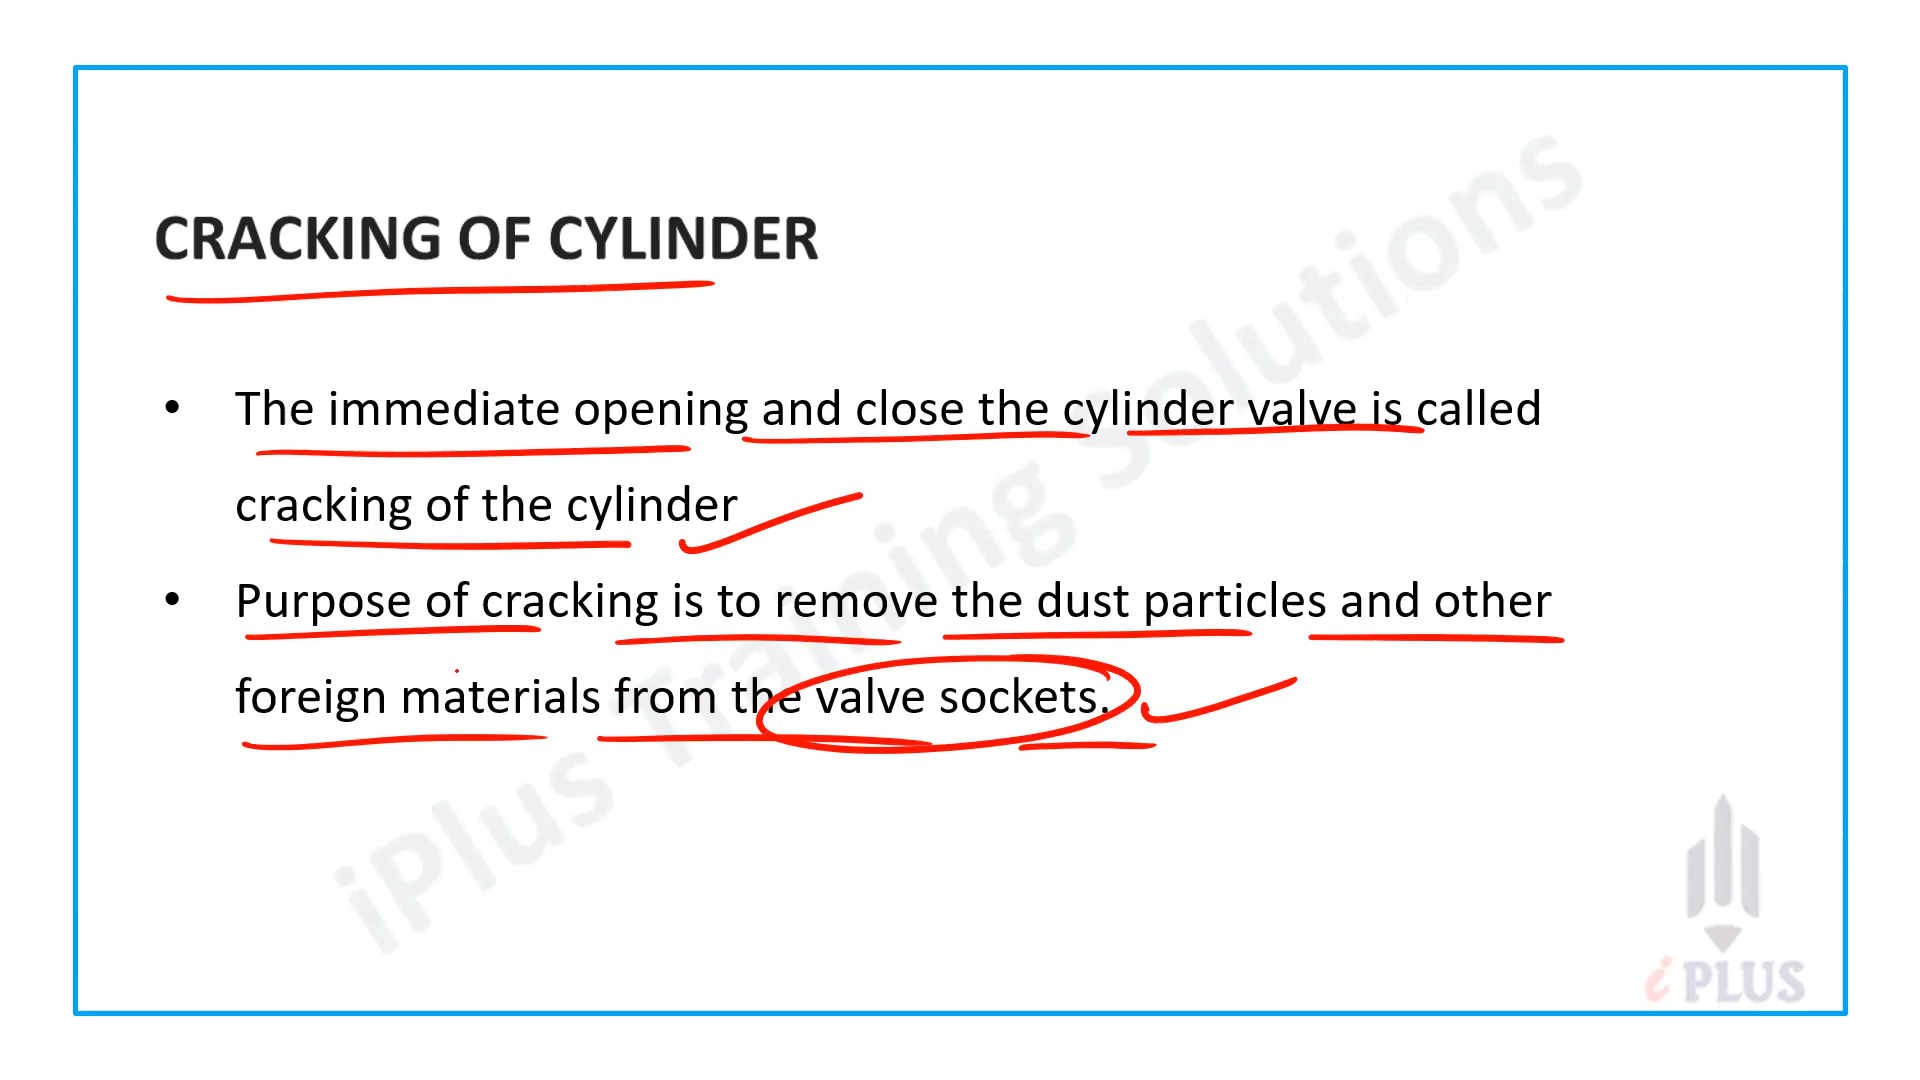 CRACKING OF CYLINDER
• The immediate opening and close the cylinder valve is called
cracking of the cylinder
• Purpose of cracking is to remove the dust particles and other
foreign materials from the valve sockets.
iPlus Training Solutions
i PLUS